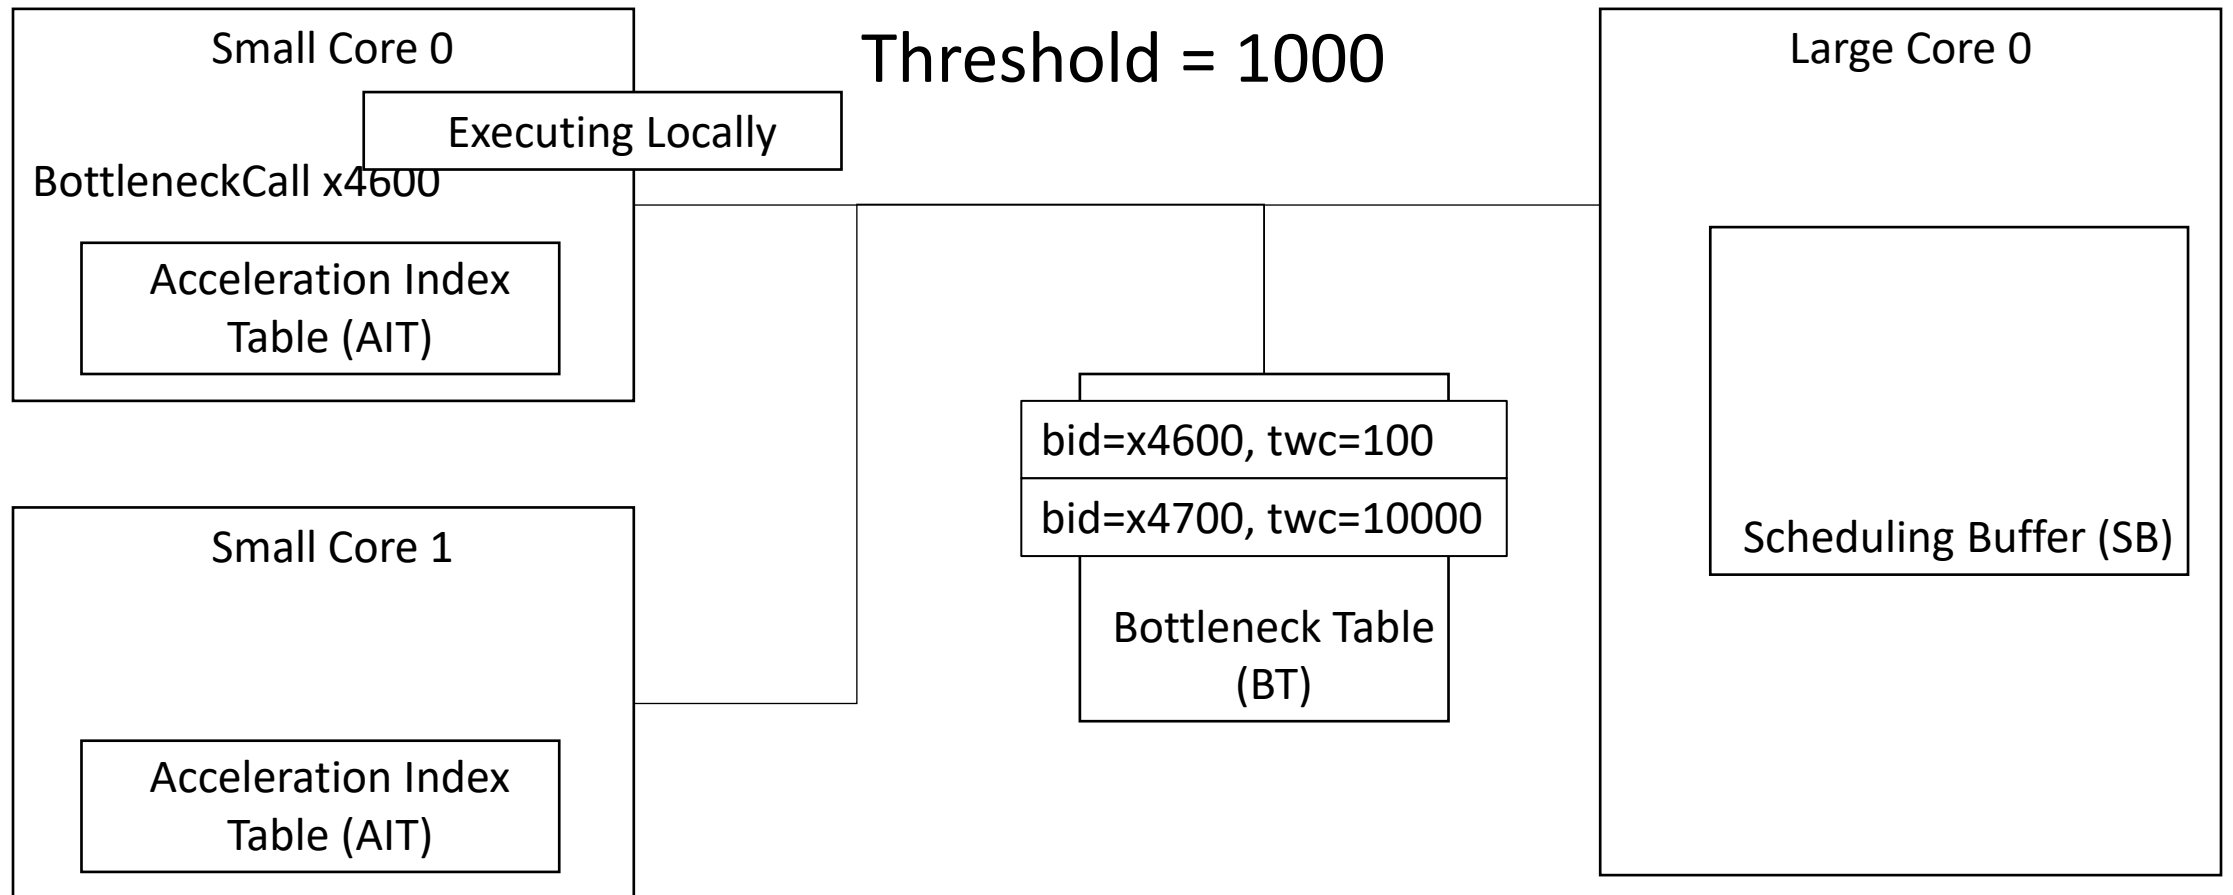 Small Core 0
Threshold = 1000
Large Core 0
Executing Locally
BottleneckCall x4600
Acceleration Index
Table (AIT)
bid=x4600, twc=100
bid=x4700, twc=10000
Scheduling Buffer (SB)
Small Core 1
Bottleneck Table
(BT)
Acceleration Index
Table (AIT)